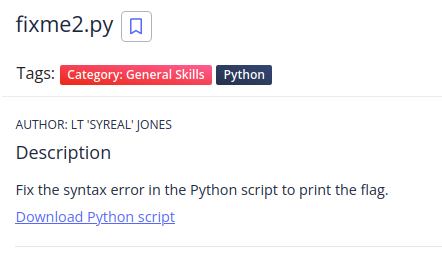 fixme2.py
Tags: Category: General Skills Python
AUTHOR: LT 'SYREAL' JONES
Description
Fix the syntax error in the Python script to print the flag.
Download Python script